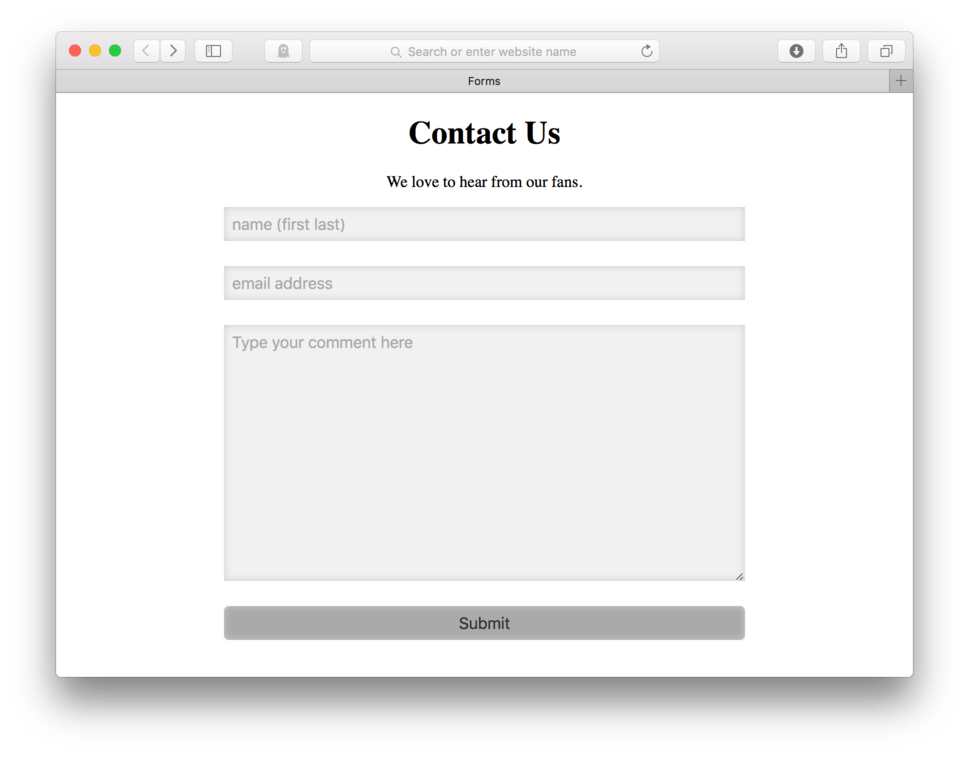 Search or enter website name
Forms
Contact Us
We love to hear from our fans.
name (first last)
email address
Type your comment here
Submit